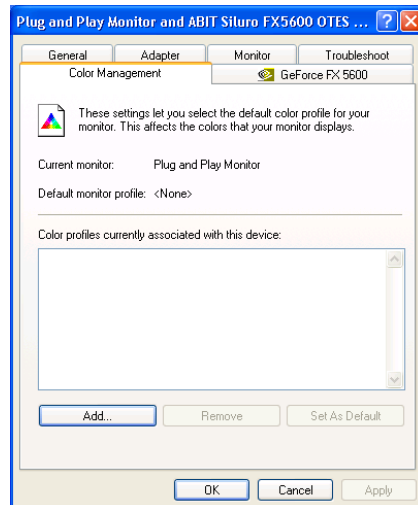 Plug and Play Monitor and ABIT Siluro FX5600 OTES ...
General Adapter Monitor Troubleshoot
Color Management GeForce FX 5600
These settings let you select the default color profile for your
monitor. This affects the colors that your monitor displays.
Current monitor: Plug and Play Monitor
Default monitor profile: <None>
Color profiles currently associated with this device:
Add... Remove Set As Default
OK Cancel Apply